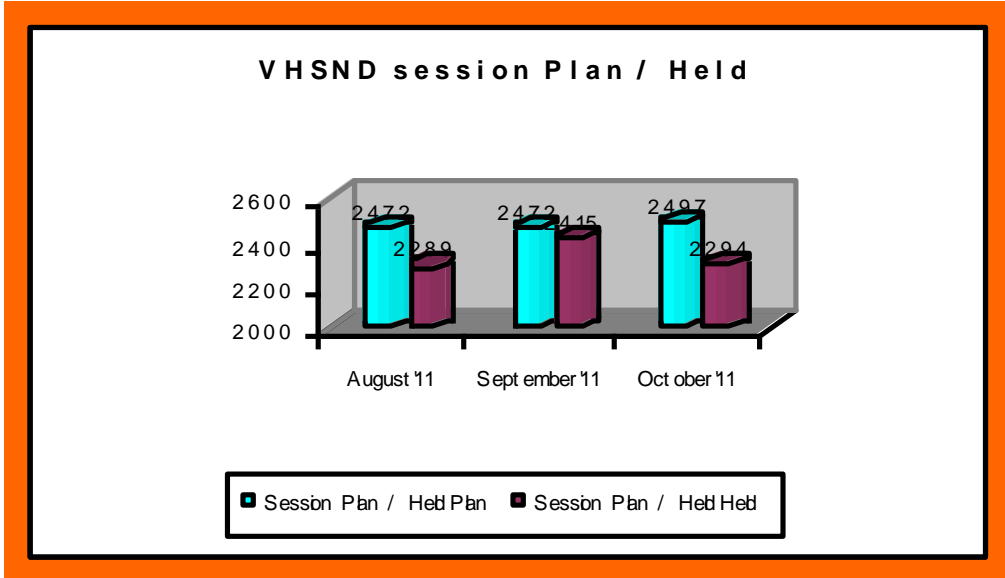 VHSND session Plan / Held
2600
2400
2200
2000
2472
2289
2472
2415
2497
2294
August '11
September '11
October '11
Session Plan / Held Plan
Session Plan / Held Held